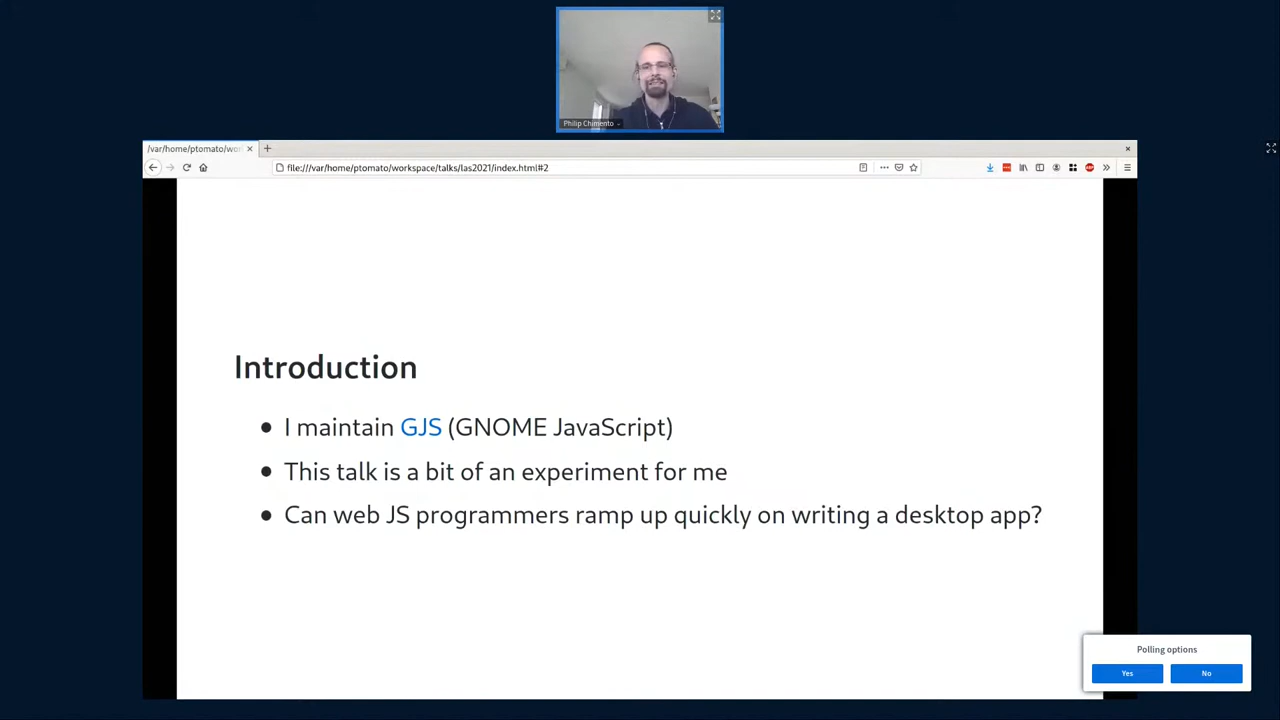 Philip Chimento
/var/home/ptomato/wor
file:///var/home/ptomato/workspace/talks/las2021/index.html#2
Introduction
• I maintain GJS (GNOME JavaScript)
• This talk is a bit of an experiment for me
• Can web JS programmers ramp up quickly on writing a desktop app?
Polling options
Yes
No